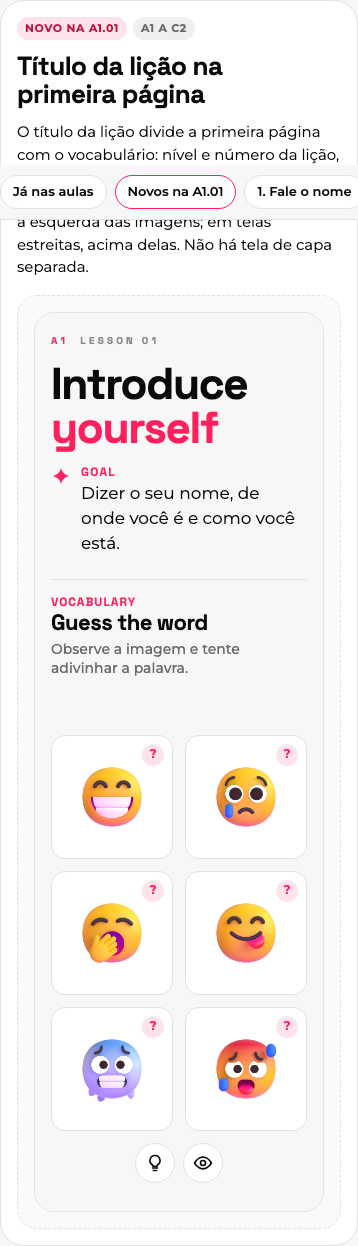 NOVO NA A1.01 A1 A C2
Título da lição na
primeira página
O título da lição divide a primeira página
com o vocabulário: nível e número da lição,
Já nas aulas Novos na A1.01 1. Fale o nome
à esquerda das imagens; em telas
estreitas, acima delas. Não há tela de capa
separada.
A1 LESSON 01
Introduce
yourself
GOAL
Dizer o seu nome, de
onde você é e como você
está.
VOCABULARY
Guess the word
Observe a imagem e tente
adivinhar a palavra.
? ?
? ?
? ?